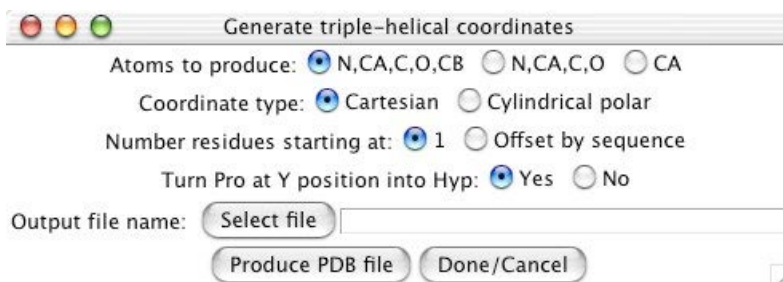 Generate triple-helical coordinates
Atoms to produce: N,CA,C,O,CB N,CA,C,O CA
Coordinate type: Cartesian Cylindrical polar
Number residues starting at: 1 Offset by sequence
Turn Pro at Y position into Hyp: Yes No
Output file name: Select file
Produce PDB file Done/Cancel